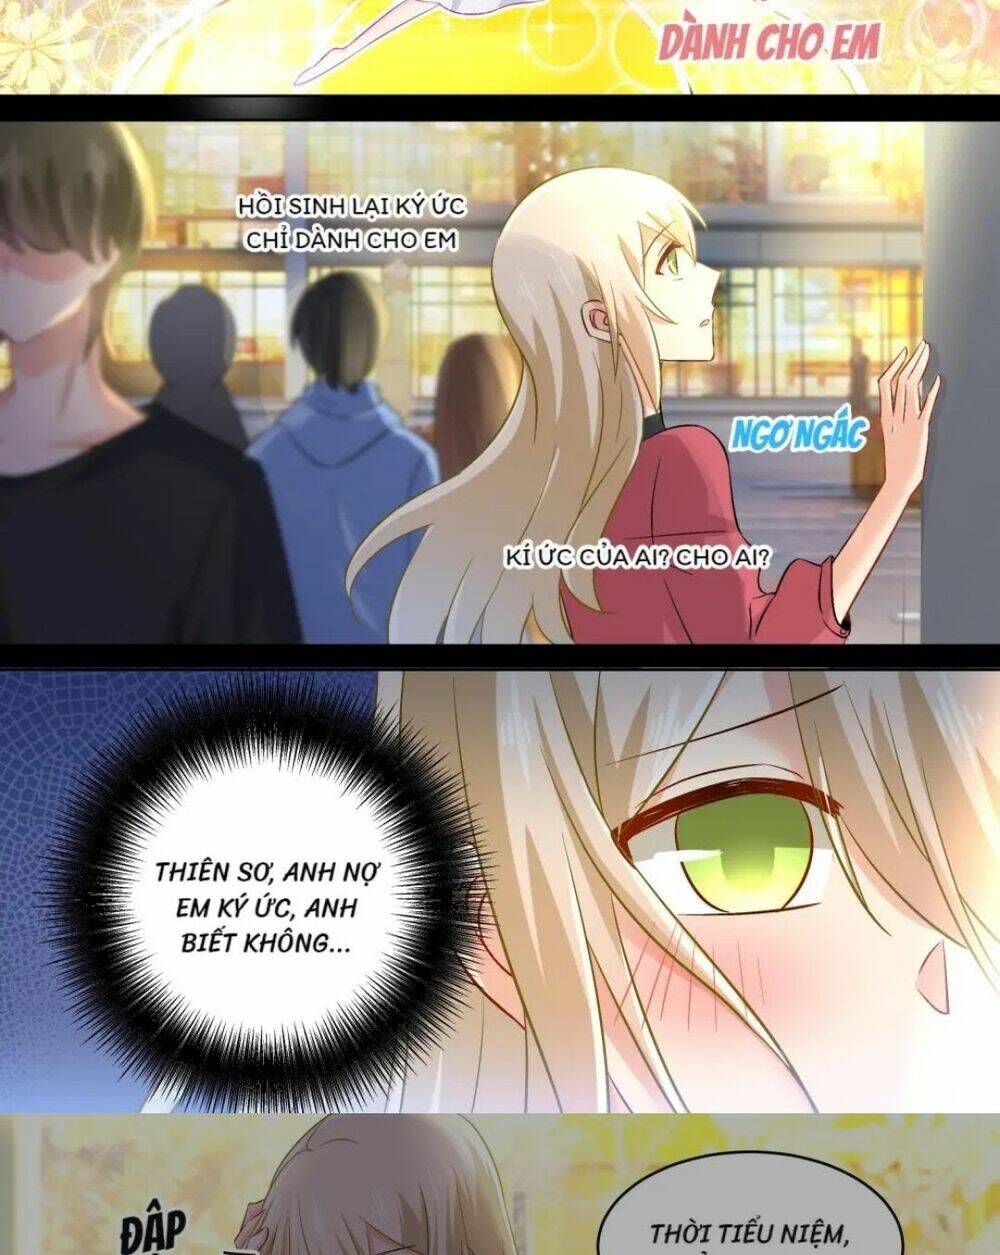 DÀNH CHO EM
HỒI SINH LẠI KÝ ỨC
CHỈ DÀNH CHO EM
NGƠ NGÁC
KÍ ỨC CỦA AI? CHO AI?
THIÊN SƠ, ANH NỢ
EM KÝ ỨC, ANH
BIẾT KHÔNG...
ĐẬP
THỜI TIỂU NIỆM,